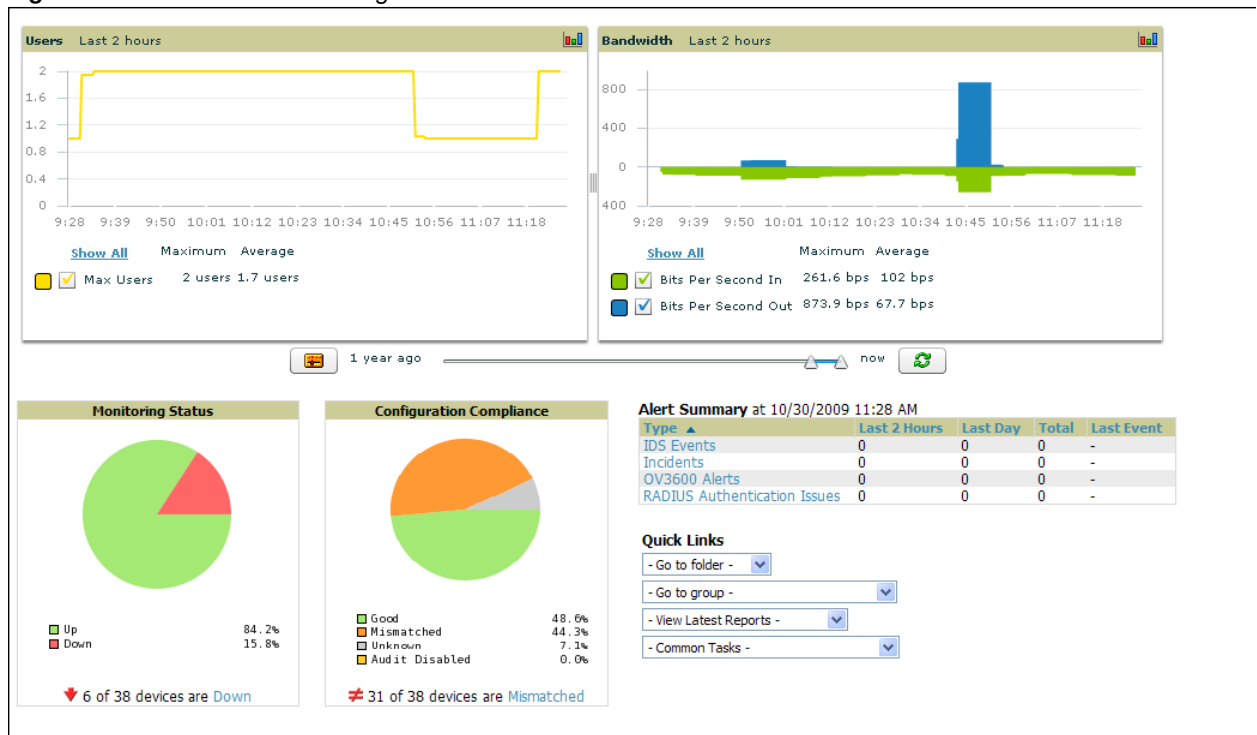 Users Last 2 hours
2
1.6
1.2
0.8
0.4
0
9:28 9:39 9:50 10:01 10:12 10:23 10:34 10:45 10:56 11:07 11:18
Show All Maximum Average
Max Users 2 users 1.7 users
Bandwidth Last 2 hours
800
400
0
400
9:28 9:39 9:50 10:01 10:12 10:23 10:34 10:45 10:56 11:07 11:18
Show All Maximum Average
Bits Per Second In 261.6 bps 102 bps
Bits Per Second Out 873.9 bps 67.7 bps
1 year ago now
Monitoring Status
Up 84.2%
Down 15.8%
6 of 38 devices are Down
Configuration Compliance
Good 48.6%
Mismatched 44.3%
Unknown 7.1%
Audit Disabled 0.0%
≠ 31 of 38 devices are Mismatched
Alert Summary at 10/30/2009 11:28 AM
Type ▲ Last 2 Hours Last Day Total Last Event
IDS Events 0 0 0 -
Incidents 0 0 0 -
OV3600 Alerts 0 0 0 -
RADIUS Authentication Issues 0 0 0 -
Quick Links
- Go to folder -
- Go to group -
- View Latest Reports -
- Common Tasks -